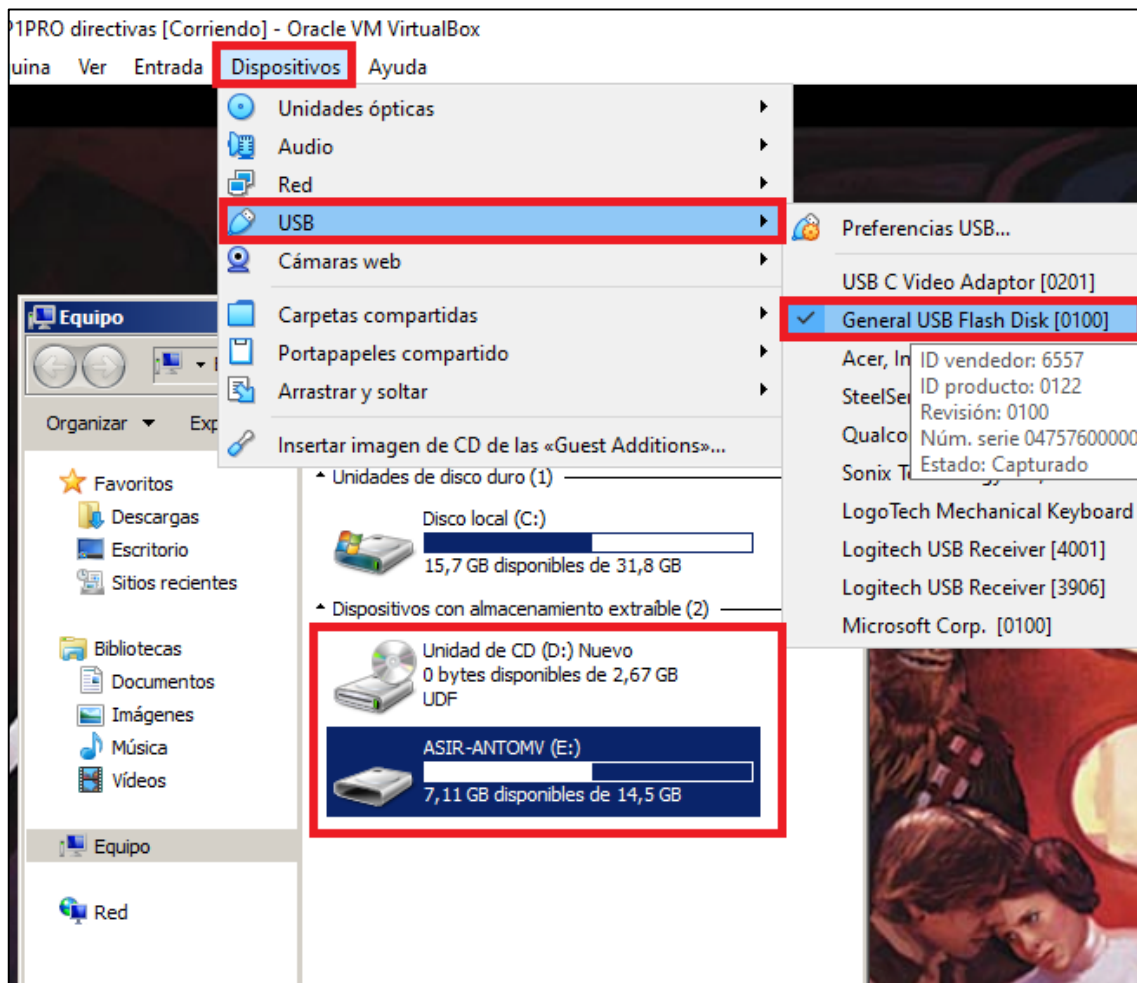 P1PRO directivas [Corriendo] - Oracle VM VirtualBox
uina Ver Entrada Dispositivos Ayuda
Unidades ópticas
Audio
Red
USB
Cámaras web
Carpetas compartidas
Portapapeles compartido
Arrastrar y soltar
Insertar imagen de CD de las «Guest Additions»...
Preferencias USB...
USB C Video Adaptor [0201]
General USB Flash Disk [0100]
Acer, In
SteelSer
Qualco
Sonix
LogoTech Mechanical Keyboard
Logitech USB Receiver [4001]
Logitech USB Receiver [3906]
Microsoft Corp. [0100]
ID vendedor: 6557
ID producto: 0122
Revisión: 0100
Núm. serie 04757600000
Estado: Capturado
Equipo
Organizar Exp
Favoritos
Descargas
Escritorio
Sitios recientes
Bibliotecas
Documentos
Imágenes
Música
Vídeos
Equipo
Red
Unidades de disco duro (1)
Disco local (C:)
15,7 GB disponibles de 31,8 GB
Dispositivos con almacenamiento extraíble (2)
Unidad de CD (D:) Nuevo
0 bytes disponibles de 2,67 GB
UDF
ASIR-ANTOMV (E:)
7,11 GB disponibles de 14,5 GB